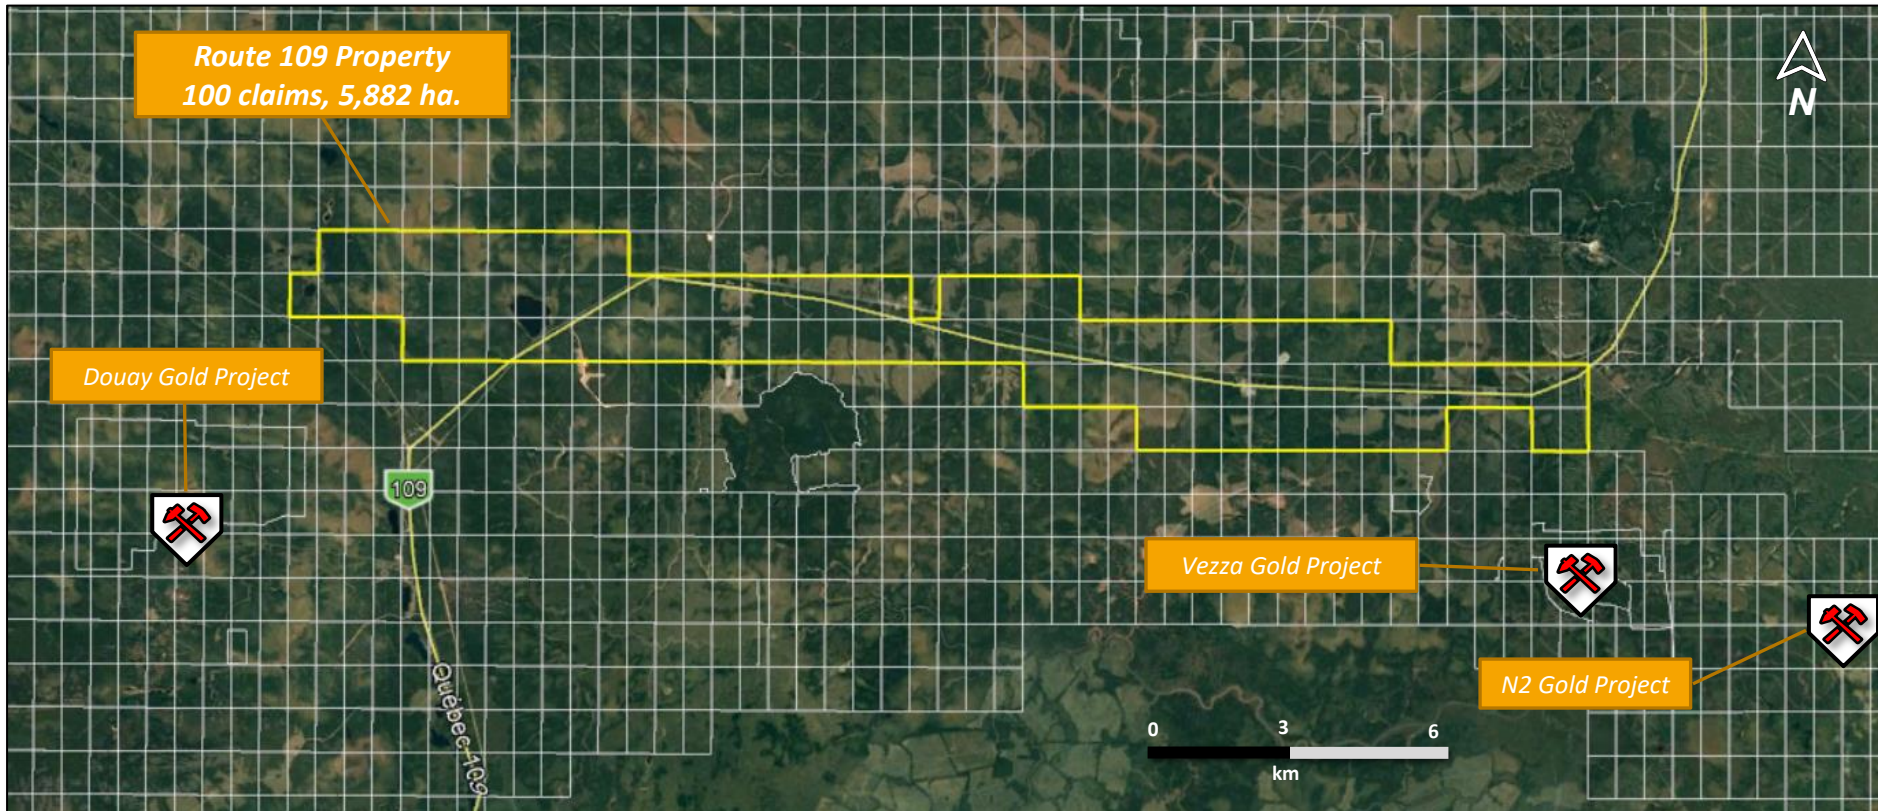 Route 109 Property
100 claims, 5,882 ha.
N
Douay Gold Project
109
Vezza Gold Project
N2 Gold Project
Québec 109
0 3 6
km